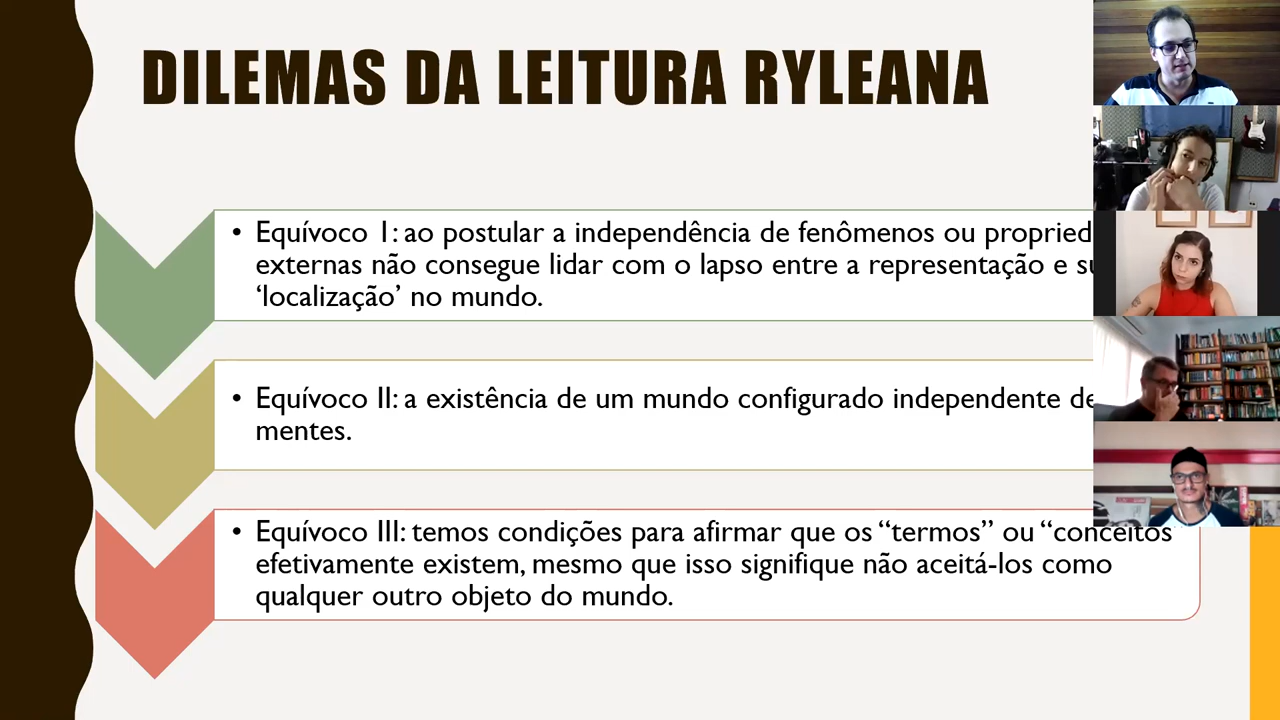 DILEMAS DA LEITURA RYLEANA
• Equívoco I: ao postular a independência de fenômenos ou propried
externas não consegue lidar com o lapso entre a representação e
‘localização’ no mundo.
• Equívoco II: a existência de um mundo configurado independente de
mentes.
• Equívoco III: temos condições para afirmar que os “termos” ou “conceitos
efetivamente existem, mesmo que isso signifique não aceitá-los como
qualquer outro objeto do mundo.